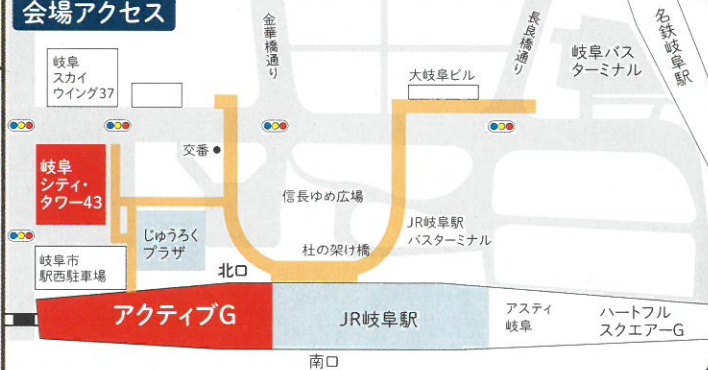 会場アクセス
金華橋通り
長良橋通り
名鉄岐阜駅
岐阜バス
ターミナル
岐阜
スカイ
ウイング37
大岐阜ビル
交番
岐阜
シティ・
タワー43
信長ゆめ広場
じゅうろく
プラザ
JR岐阜駅
バスターミナル
杜の架け橋
岐阜市
駅西駐車場
北口
アクティブG
JR岐阜駅
アスティ
岐阜
ハートフル
スクエアーG
南口